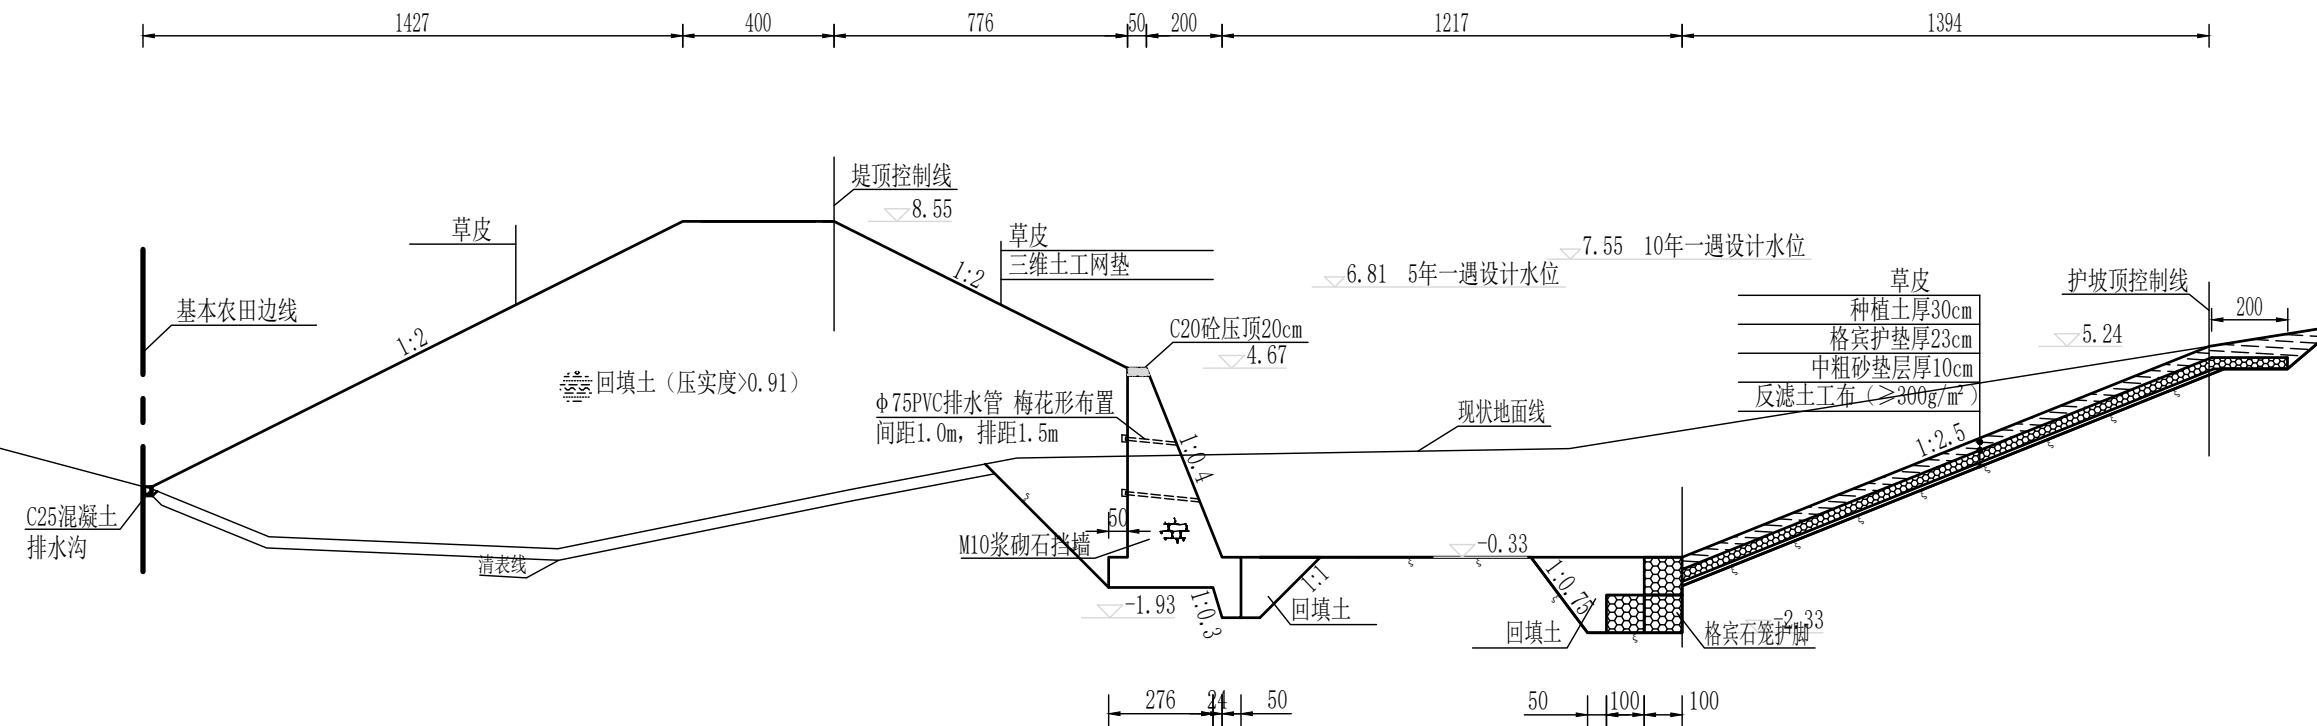 1427
400
776
50
200
1217
1394
堤顶控制线
8.55
草皮
草皮
三维土工网垫
1:2
7.55 10年一遇设计水位
6.81 5年一遇设计水位
草皮
种植土厚30cm
格宾护垫厚23cm
中粗砂垫层厚10cm
反滤土工布(≥300g/m²)
护坡顶控制线
200
5.24
基本农田边线
1:2
C20砼压顶20cm
4.67
回填土(压实度>0.91)
φ75PVC排水管 梅花形布置
间距1.0m,排距1.5m
现状地面线
1:0.4
1:2.5
C25混凝土
排水沟
50
M10浆砌石挡墙
清表线
-0.33
-1.93
1:0.3
1:1
回填土
1:0.75
回填土
格宾石笼护脚
-2.33
276
24
50
50
100
100